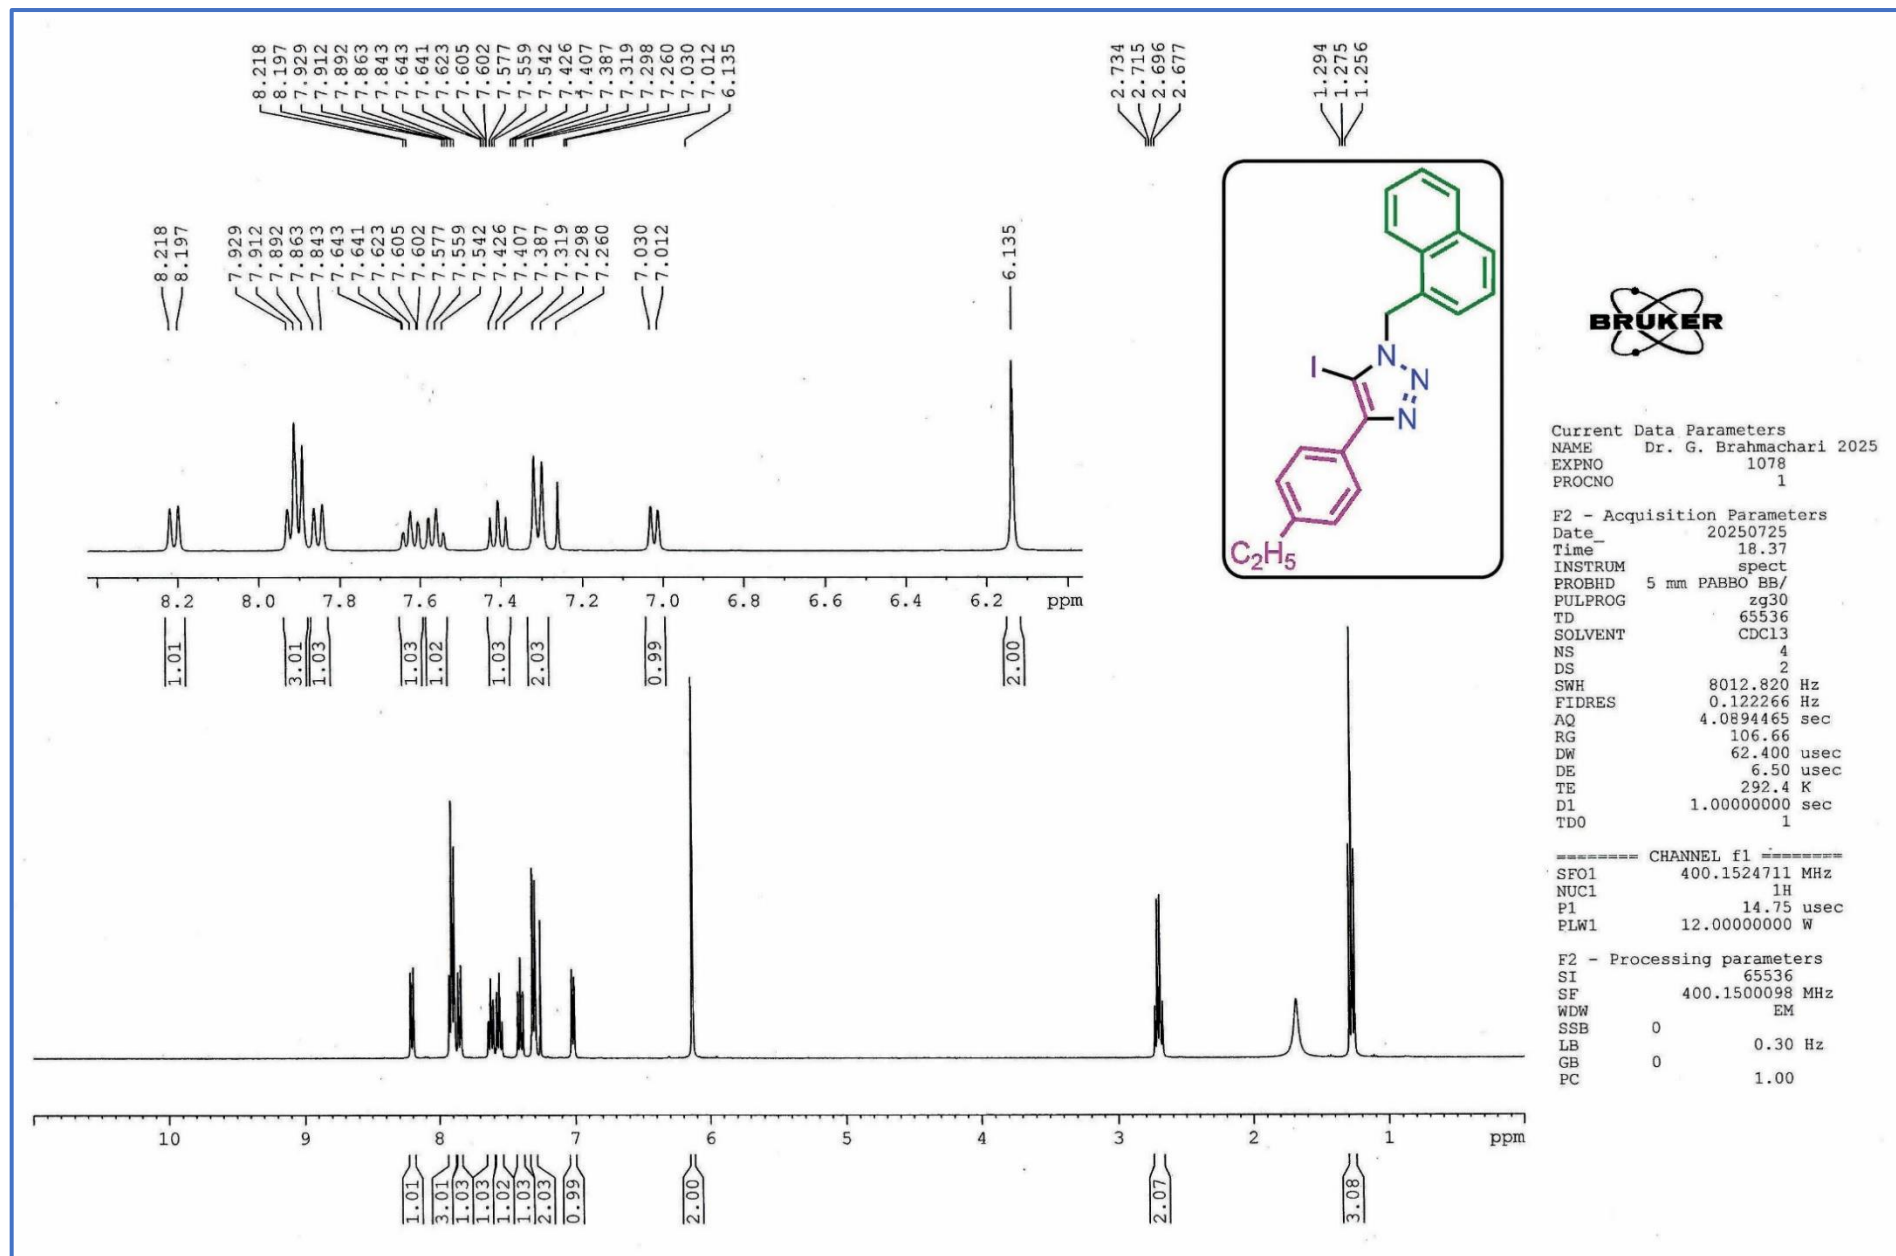 8.218
8.197
7.929
7.912
7.892
7.863
7.843
7.643
7.641
7.623
7.605
7.602
7.577
7.559
7.542
7.426
7.407
7.387
7.319
7.298
7.260
7.030
7.012
6.135
2.734
2.715
2.696
2.677
1.294
1.275
1.256
8.218
8.197
7.929
7.912
7.892
7.863
7.843
7.643
7.641
7.623
7.605
7.602
7.577
7.559
7.542
7.426
7.407
7.387
7.319
7.298
7.260
7.030
7.012
6.135
8.2 8.0 7.8 7.6 7.4 7.2 7.0 6.8 6.6 6.4 6.2 ppm
1.01
3.01
1.03
1.03
1.02
1.03
2.03
0.99
2.00
I
N
N
N
C2H5
BRUKER
Current Data Parameters
NAME Dr. G. Brahmachari 2025
EXPNO 1078
PROCNO 1
F2 - Acquisition Parameters
Date_ 20250725
Time 18.37
INSTRUM spect
PROBHD 5 mm PABBO BB/
PULPROG zg30
TD 65536
SOLVENT CDCl3
NS 4
DS 2
SWH 8012.820 Hz
FIDRES 0.122266 Hz
AQ 4.0894465 sec
RG 106.66
DW 62.400 usec
DE 6.50 usec
TE 292.4 K
D1 1.00000000 sec
TD0 1
======== CHANNEL f1 ========
SFO1 400.1524711 MHz
NUC1 1H
P1 14.75 usec
PLW1 12.00000000 W
F2 - Processing parameters
SI 65536
SF 400.1500098 MHz
WDW EM
SSB 0
LB 0.30 Hz
GB 0
PC 1.00
10 9 8 7 6 5 4 3 2 1 ppm
1.01
3.01
1.03
1.03
1.02
1.03
2.03
0.99
2.00
2.07
3.08